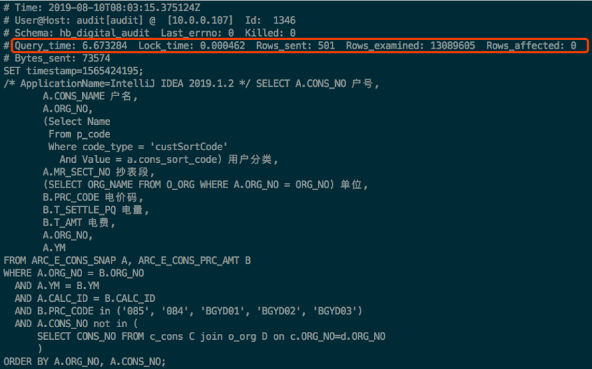 # Time: 2019-08-10T08:03:15.375124Z
# User@Host: audit[audit] @  [10.0.0.107]  Id:  1346
# Schema: hb_digital_audit  Last_errno: 0  Killed: 0
# Query_time: 6.673284  Lock_time: 0.000462  Rows_sent: 501  Rows_examined: 13089605  Rows_affected: 0
# Bytes_sent: 73574
SET timestamp=1565424195;
/* ApplicationName=IntelliJ IDEA 2019.1.2 */ SELECT A.CONS_NO 户号,
A.CONS_NAME 户名,
A.ORG_NO,
(Select Name
From p_code
Where code_type = 'custSortCode'
And Value = a.cons_sort_code) 用户分类,
A.MR_SECT_NO 抄表段,
(SELECT ORG_NAME FROM O_ORG WHERE A.ORG_NO = ORG_NO) 单位,
B.PRC_CODE 电价码,
B.T_SETTLE_PQ 电量,
B.T_AMT 电费,
A.ORG_NO,
A.YM
FROM ARC_E_CONS_SNAP A, ARC_E_CONS_PRC_AMT B
WHERE A.ORG_NO = B.ORG_NO
AND A.YM = B.YM
AND A.CALC_ID = B.CALC_ID
AND B.PRC_CODE in ('085', '084', 'BGYD01', 'BGYD02', 'BGYD03')
AND A.CONS_NO not in (
SELECT CONS_NO FROM c_cons C join o_org D on c.ORG_NO=d.ORG_NO
)
ORDER BY A.ORG_NO, A.CONS_NO;